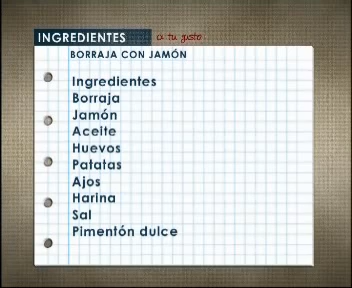 INGREDIENTES a tu gusto
BORRAJA CON JAMÓN
Ingredientes
Borraja
Jamón
Aceite
Huevos
Patatas
Ajos
Harina
Sal
Pimentón dulce